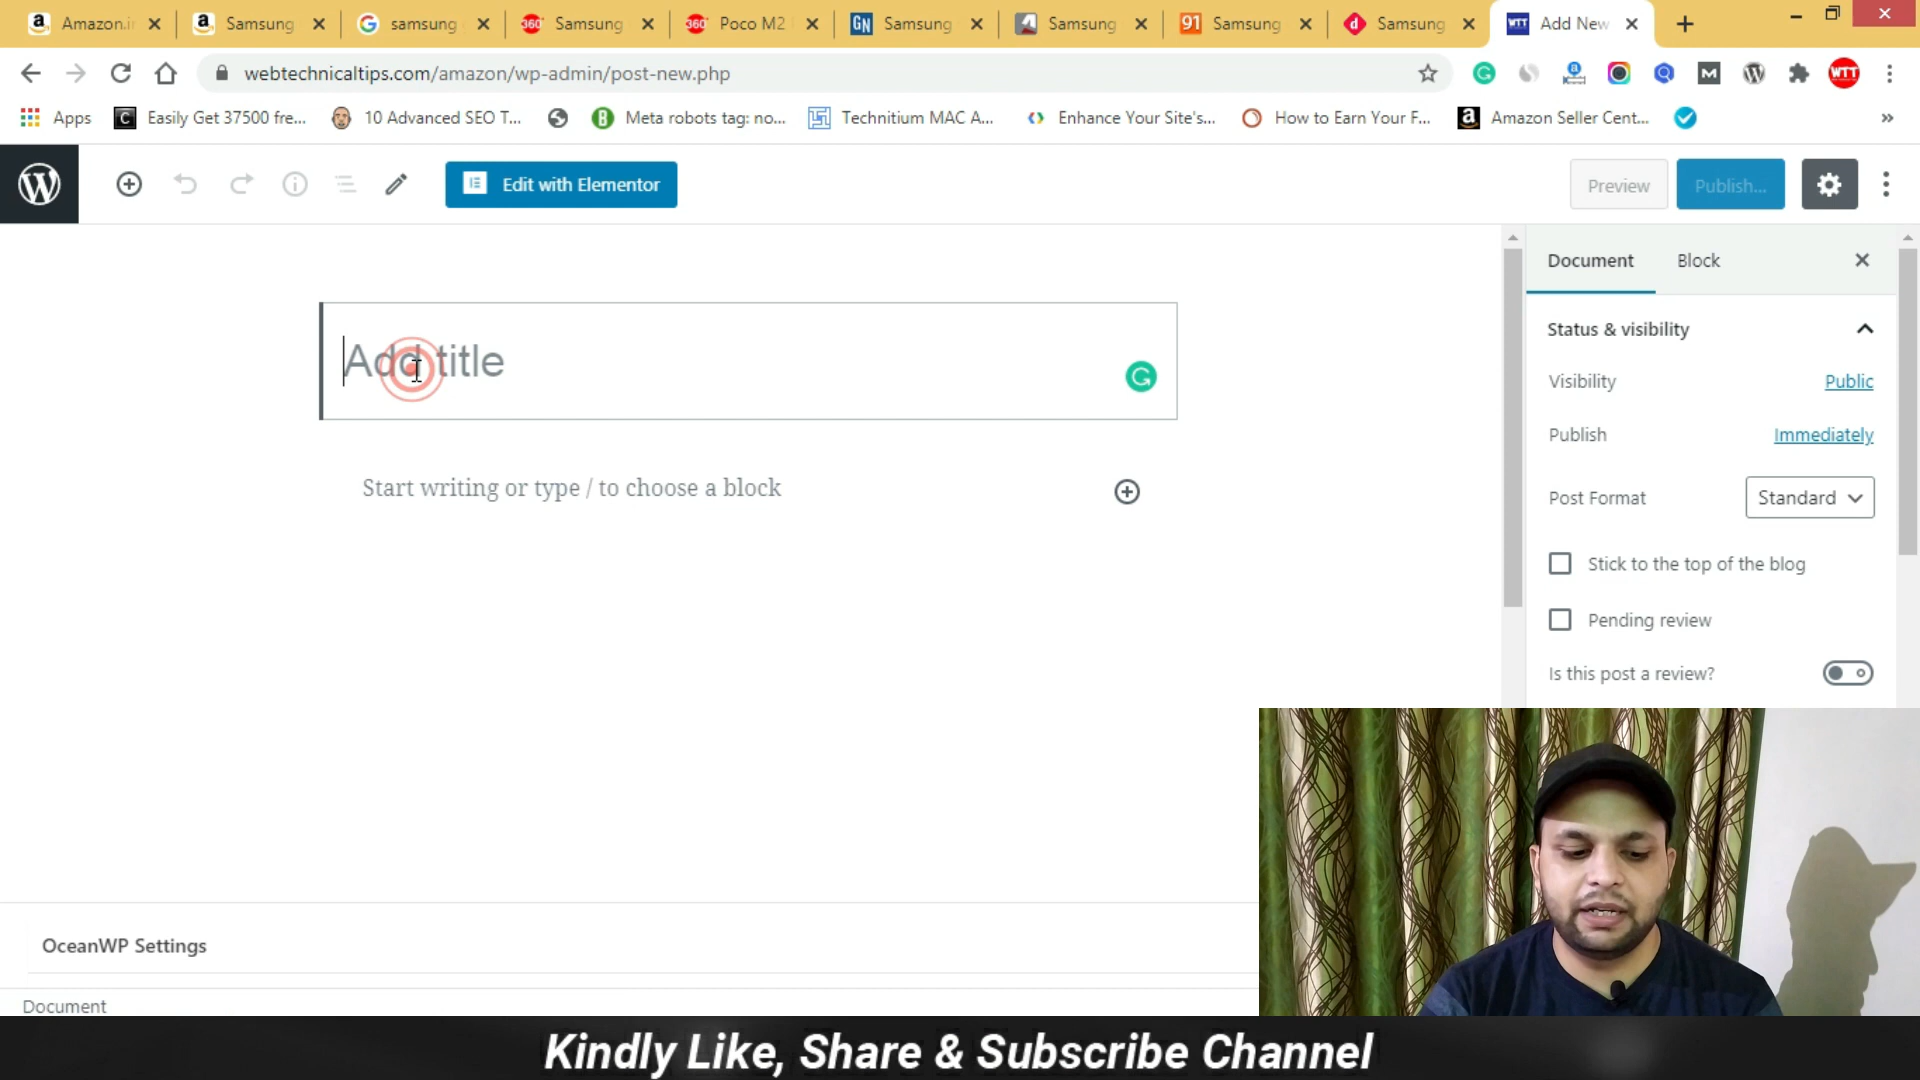 Amazon.i
Samsung
samsung
Samsung
Poco M2
Samsung
Samsung
Samsung
Samsung
Add New
webtechnicaltips.com/amazon/wp-admin/post-new.php
Apps
Easily Get 37500 fre...
10 Advanced SEO T...
Meta robots tag: no...
Technitium MAC A...
Enhance Your Site's...
How to Earn Your F...
Amazon Seller Cent...
Edit with Elementor
Preview
Publish...
Document
Block
Add title
Start writing or type / to choose a block
Status & visibility
Visibility
Public
Publish
Immediately
Post Format
Standard
Stick to the top of the blog
Pending review
Is this post a review?
OceanWP Settings
Document
Kindly Like, Share & Subscribe Channel